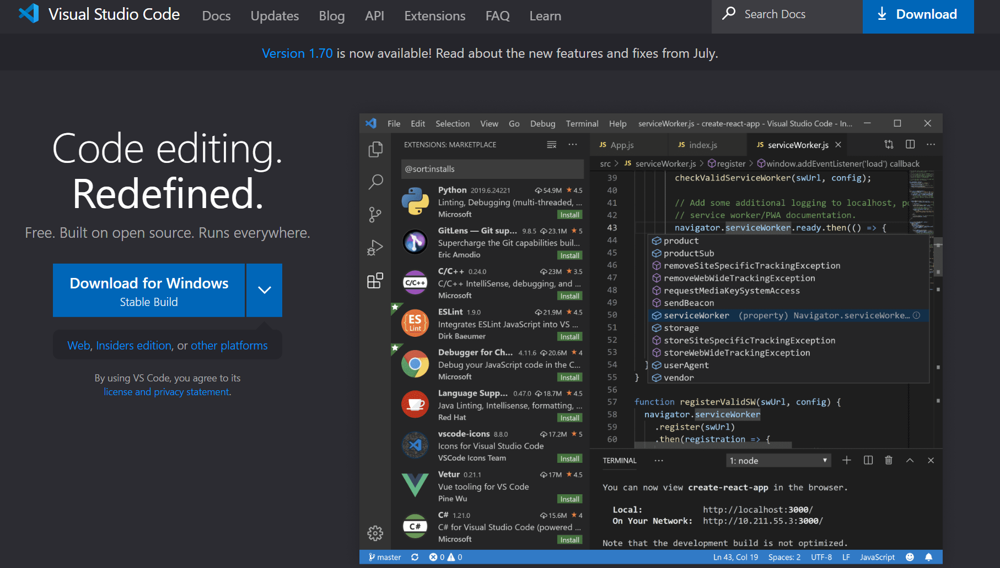 Visual Studio Code Docs Updates Blog API Extensions FAQ Learn Search Docs Download
Version 1.70 is now available! Read about the new features and fixes from July.
Code editing.
Redefined.
Free. Built on open source. Runs everywhere.
Download for Windows
Stable Build
Web, Insiders edition, or other platforms
By using VS Code, you agree to its
license and privacy statement.
File Edit Selection View Go Debug Terminal Help serviceWorker.js - create-react-app - Visual Studio Code - In...
EXTENSIONS: MARKETPLACE
@sort:installs
Python 2019.6.24221 54.9M 4.5
Linting, Debugging (multi-threaded, ...
Microsoft Install
GitLens — Git sup... 9.8.5 23.1M 5
Supercharge the Git capabilities buil...
Eric Amodio Install
C/C++
C/C++ 0.24.0 23M 3.5
C/C++ IntelliSense, debugging, and ...
Microsoft Install
ES
Lint
ESLint 1.9.0 21.9M 4.5
Integrates ESLint JavaScript into VS ...
Dirk Baeumer Install
Debugger for Ch... 4.11.6 20.6M 4
Debug your JavaScript code in the C...
Microsoft Install
Language Supp... 0.47.0 18.7M 4.5
Java Linting, Intellisense, formatting, ...
Red Hat Install
vscode-icons 8.8.0 17.2M 5
Icons for Visual Studio Code
VSCode Icons Team Install
Vetur 0.21.1 17M 4.5
Vue tooling for VS Code
Pine Wu Install
C#
C# 1.21.0 15.6M 4
C# for Visual Studio Code (powered ...
Microsoft Install
JS App.js JS index.js JS serviceWorker.js
src > JS serviceWorker.js > register > window.addEventListener('load') callback
39 checkValidServiceWorker(swUrl, config);
40
41 // Add some additional logging to localhost, po
42 // service worker/PWA documentation.
43 navigator.serviceWorker.ready.then(() => {
44 product
45 productSub
46 removeSiteSpecificTrackingException
47 removeWebWideTrackingException
48 requestMediaKeySystemAccess
49 sendBeacon
50 serviceWorker (property) Navigator.serviceWorke...
51 storage
52 storeSiteSpecificTrackingException
53 storeWebWideTrackingException
54 } userAgent
55 } vendor
56
57 function registerValidSW(swUrl, config) {
58 navigator.serviceWorker
59 .register(swUrl)
60 .then(registration => {
TERMINAL ... 1: node
You can now view create-react-app in the browser.
Local: http://localhost:3000/
On Your Network: http://10.211.55.3:3000/
Note that the development build is not optimized.
master 0 0 Ln 43, Col 19 Spaces: 2 UTF-8 LF JavaScript